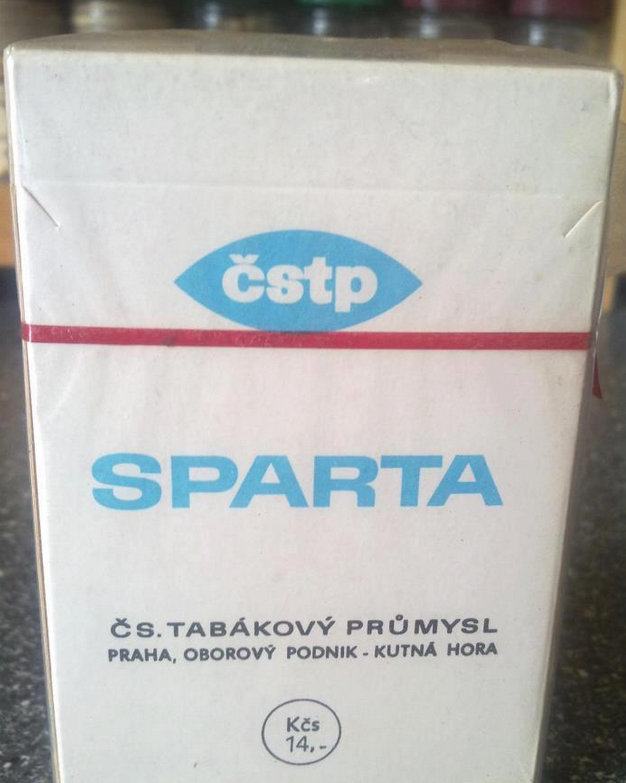 čstp
SPARTA
ČS. TABÁKOVÝ PRŮMYSL
PRAHA, OBOROVÝ PODNIK - KUTNÁ HORA
Kčs
14,-